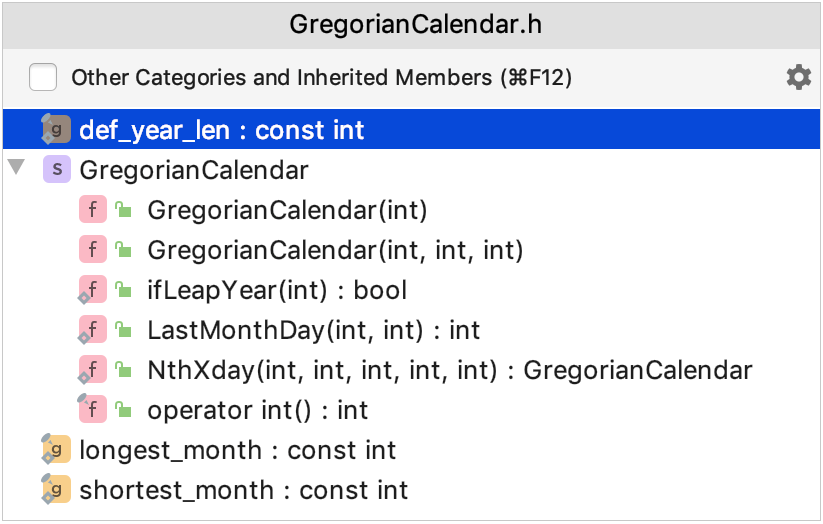 GregorianCalendar.h
Other Categories and Inherited Members (⌘F12)
g def_year_len : const int
s GregorianCalendar
f GregorianCalendar(int)
f GregorianCalendar(int, int, int)
f ifLeapYear(int) : bool
f LastMonthDay(int, int) : int
f NthXday(int, int, int, int, int) : GregorianCalendar
f operator int() : int
g longest_month : const int
g shortest_month : const int